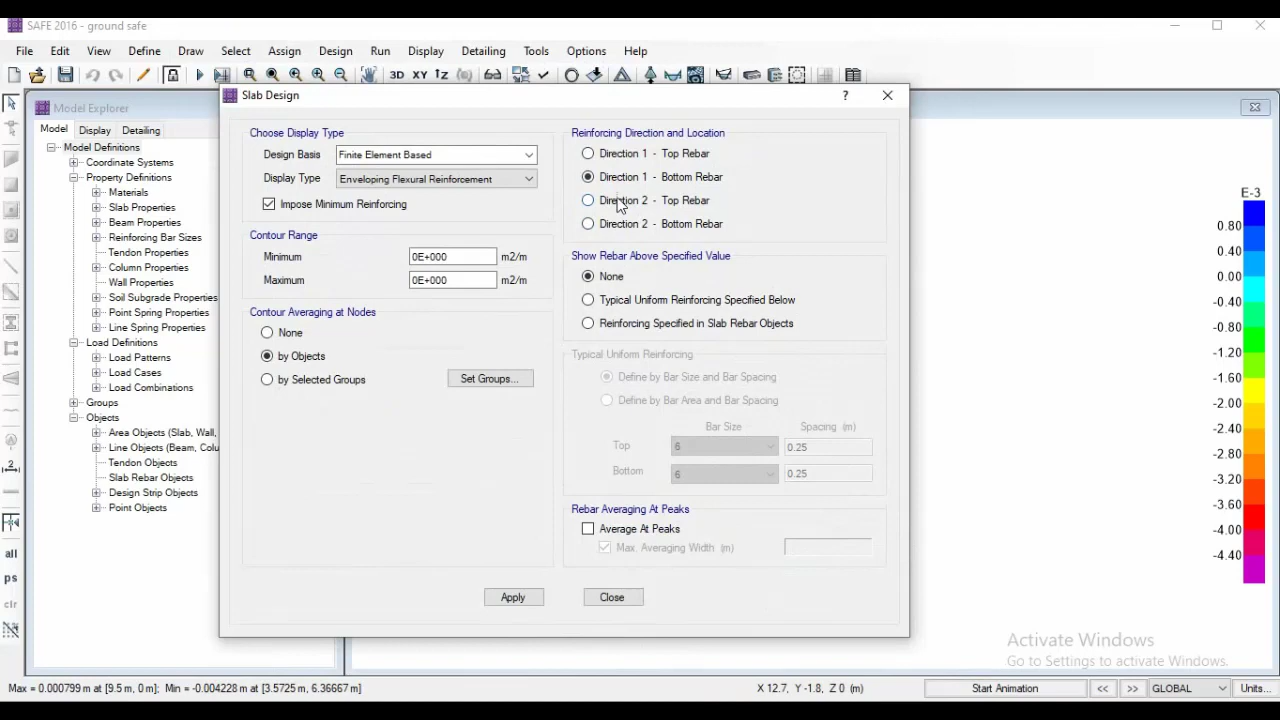 SAFE 2016 - ground safe
File Edit View Define Draw Select Assign Design Run Display Detailing Tools Options Help
3D XY
Model Explorer
Model Display Detailing
Model Definitions
Coordinate Systems
Property Definitions
Materials
Slab Properties
Beam Properties
Reinforcing Bar Sizes
Tendon Properties
Column Properties
Wall Properties
Soil Subgrade Properties
Point Spring Properties
Line Spring Properties
Load Definitions
Load Patterns
Load Cases
Load Combinations
Groups
Objects
Area Objects (Slab, Wall,
Line Objects (Beam, Colu
Tendon Objects
Slab Rebar Objects
Design Strip Objects
Point Objects
2
all
ps
clr
Slab Design
?
Choose Display Type
Design Basis Finite Element Based
Display Type Enveloping Flexural Reinforcement
Impose Minimum Reinforcing
Contour Range
Minimum 0E+000 m2/m
Maximum 0E+000 m2/m
Contour Averaging at Nodes
None
by Objects
by Selected Groups Set Groups...
Reinforcing Direction and Location
Direction 1 - Top Rebar
Direction 1 - Bottom Rebar
Direction 2 - Top Rebar
Direction 2 - Bottom Rebar
Show Rebar Above Specified Value
None
Typical Uniform Reinforcing Specified Below
Reinforcing Specified in Slab Rebar Objects
Typical Uniform Reinforcing
Define by Bar Size and Bar Spacing
Define by Bar Area and Bar Spacing
Bar Size Spacing (m)
Top 6 0.25
Bottom 6 0.25
Rebar Averaging At Peaks
Average At Peaks
Max. Averaging Width (m)
Apply Close
E-3
0.80
0.40
0.00
-0.40
-0.80
-1.20
-1.60
-2.00
-2.40
-2.80
-3.20
-3.60
-4.00
-4.40
Activate Windows
Go to Settings to activate Windows.
Max = 0.000799 m at [9.5 m, 0 m]; Min = -0.004228 m at [3.5725 m, 6.36667 m]
X 12.7, Y -1.8, Z 0 (m)
Start Animation << >> GLOBAL Units...